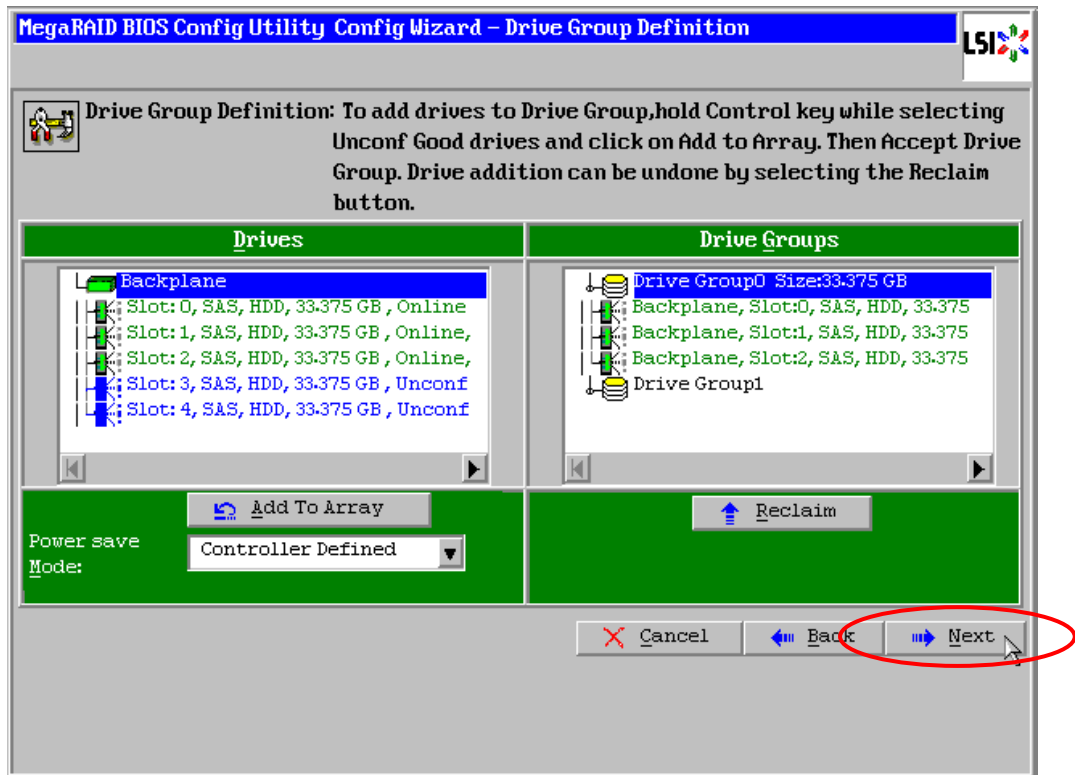 MegaRAID BIOS Config Utility Config Wizard – Drive Group Definition
LSI
Drive Group Definition: To add drives to Drive Group,hold Control key while selecting
Unconf Good drives and click on Add to Array. Then Accept Drive
Group. Drive addition can be undone by selecting the Reclaim
button.
Drives
Backplane
Slot: 0, SAS, HDD, 33.375 GB , Online
Slot: 1, SAS, HDD, 33.375 GB , Online,
Slot: 2, SAS, HDD, 33.375 GB , Online,
Slot: 3, SAS, HDD, 33.375 GB , Unconf
Slot: 4, SAS, HDD, 33.375 GB , Unconf
Add To Array
Power save
Mode:
Controller Defined
Drive Groups
Drive Group0 Size:33.375 GB
Backplane, Slot:0, SAS, HDD, 33.375
Backplane, Slot:1, SAS, HDD, 33.375
Backplane, Slot:2, SAS, HDD, 33.375
Drive Group1
Reclaim
Cancel
Back
Next